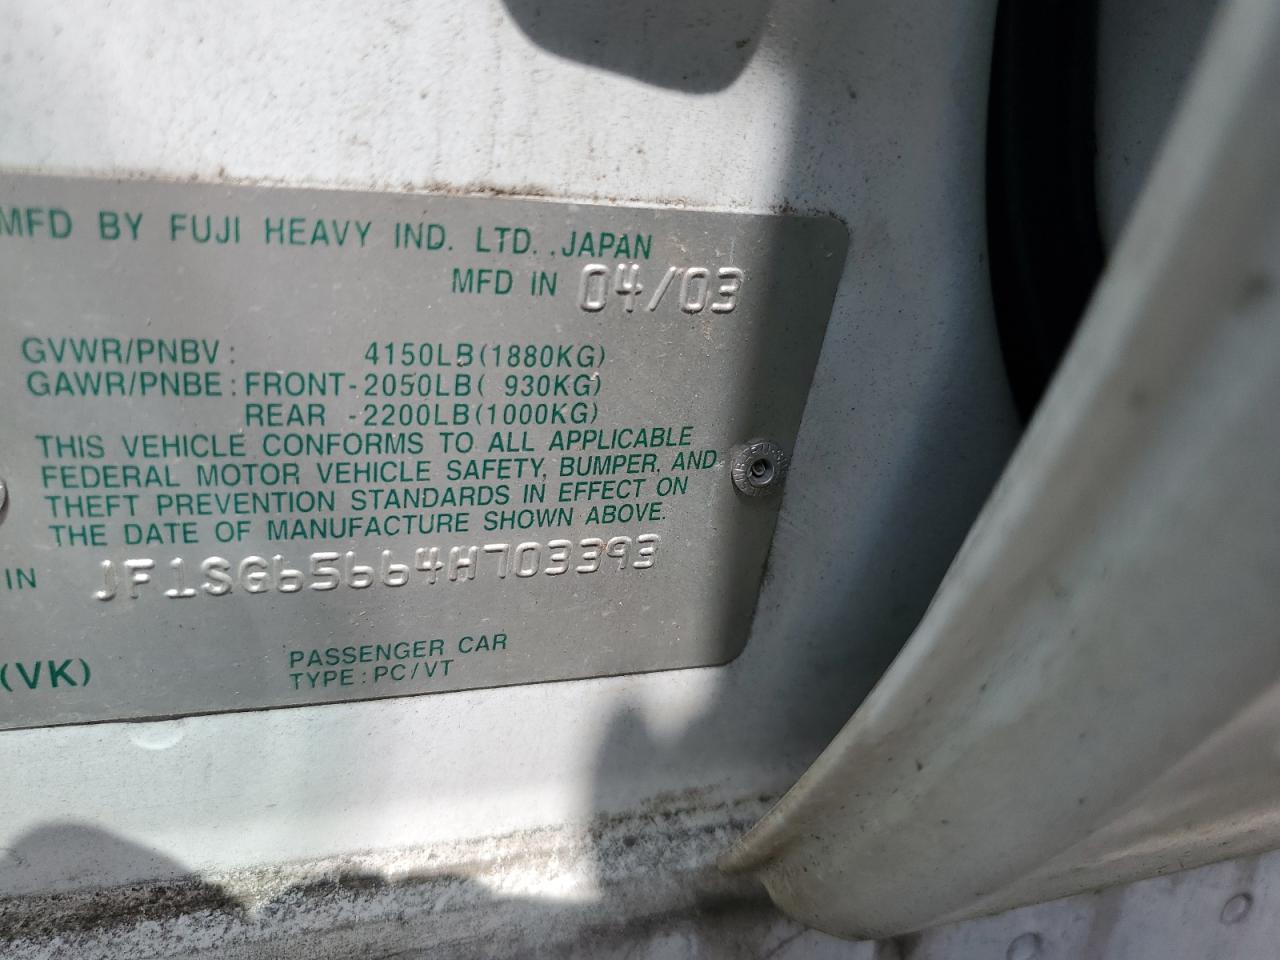 MFD BY FUJI HEAVY IND. LTD., JAPAN
MFD IN 04/03
GVWR/PNBV: 4150LB(1880KG)
GAWR/PNBE: FRONT-2050LB( 930KG)
REAR -2200LB(1000KG)
THIS VEHICLE CONFORMS TO ALL APPLICABLE
FEDERAL MOTOR VEHICLE SAFETY, BUMPER, AND
THEFT PREVENTION STANDARDS IN EFFECT ON
THE DATE OF MANUFACTURE SHOWN ABOVE.
IN JF1SG65664H703393
(VK) PASSENGER CAR
TYPE: PC/VT